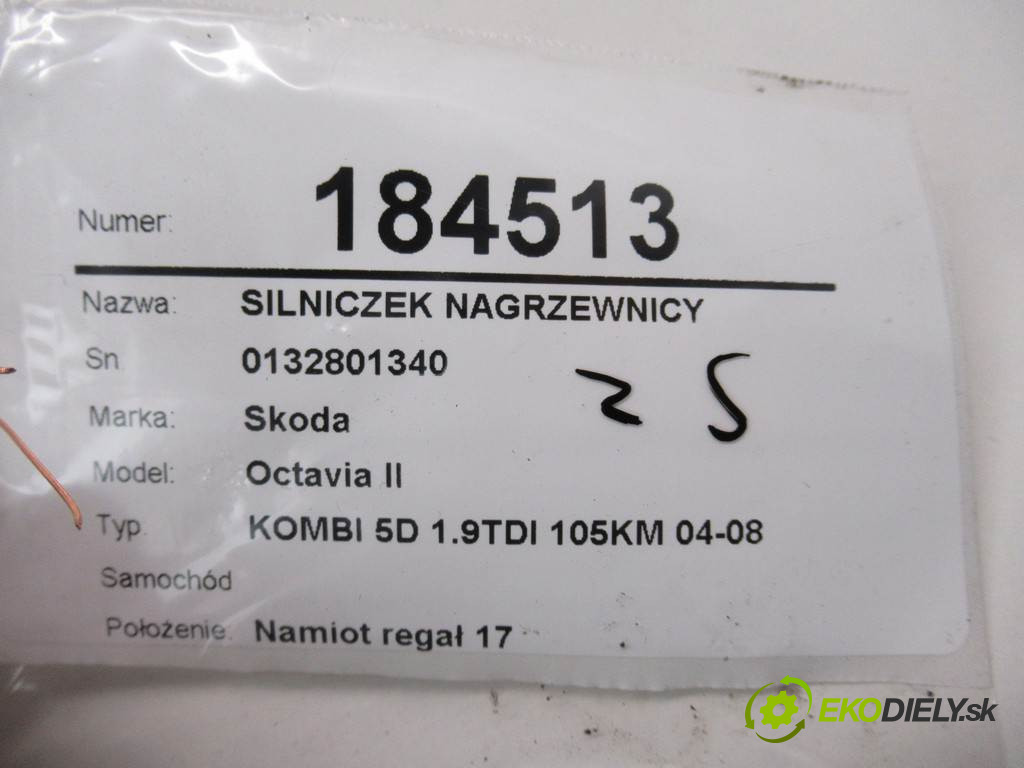 Numer: 184513
Nazwa: SILNICZEK NAGRZEWNICY
Sn 0132801340
Marka: Skoda
Model: Octavia II
Typ. KOMBI 5D 1.9TDI 105KM 04-08
Samochód
Położenie: Namiot regał 17
EKODIELY.sk